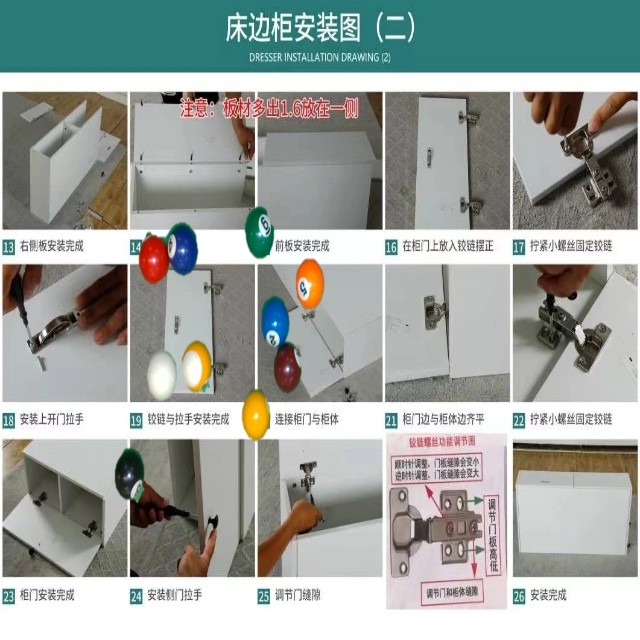 床边柜安装图（二）
DRESSER INSTALLATION DRAWING (2)
注意：板材多出1.6放在一侧
13 右侧板安装完成
14
前板安装完成
16 在柜门上放入铰链摆正
17 拧紧小螺丝固定铰链
6
5
2
18 安装上开门拉手
19 铰链与拉手安装完成
连接柜门与柜体
21 柜门边与柜体边齐平
22 拧紧小螺丝固定铰链
铰链螺丝功能调节图
顺时针调整，门板缝隙会变小
逆时针调整，门板缝隙会变大
调节门板高低
调节门和柜体缝隙
23 柜门安装完成
24 安装侧门拉手
25 调节门缝隙
26 安装完成